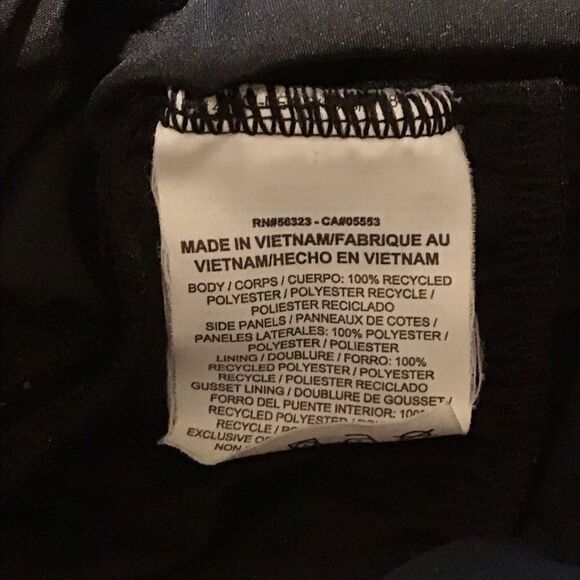 RN#56323 - CA#05553
MADE IN VIETNAM/FABRIQUE AU
VIETNAM/HECHO EN VIETNAM
BODY / CORPS / CUERPO: 100% RECYCLED
POLYESTER / POLYESTER RECYCLE /
POLIESTER RECICLADO
SIDE PANELS / PANNEAUX DE COTES /
PANELES LATERALES: 100% POLYESTER /
POLYESTER / POLIESTER
LINING / DOUBLURE / FORRO: 100%
RECYCLED POLYESTER / POLYESTER
RECYCLE / POLIESTER RECICLADO
GUSSET LINING / DOUBLURE DE GOUSSET /
FORRO DEL PUENTE INTERIOR:
RECYCLED POLYESTER /
RECYCLE /
EXCLUSIVE
NON